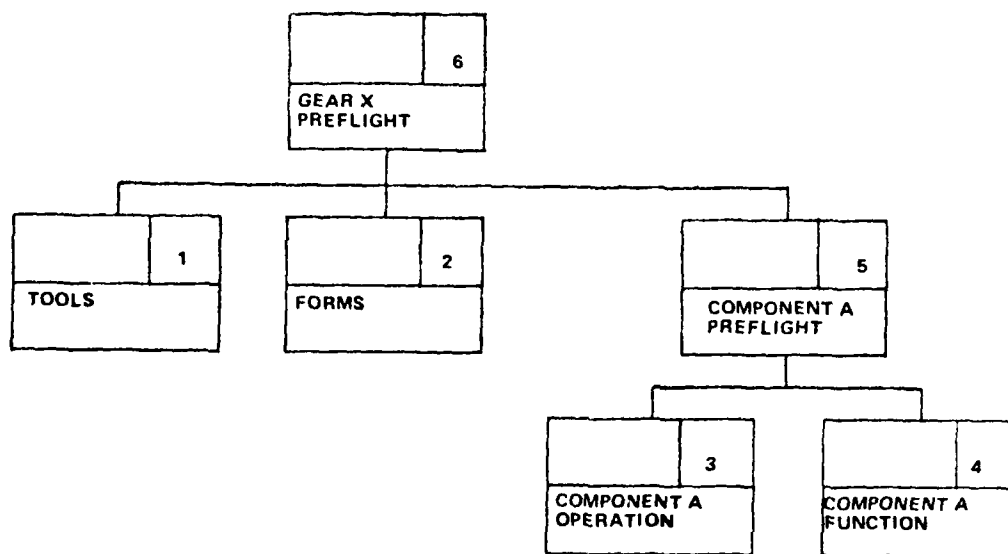 6
GEAR X
PREFLIGHT
1
TOOLS
2
FORMS
5
COMPONENT A
PREFLIGHT
3
COMPONENT A
OPERATION
4
COMPONENT A
FUNCTION